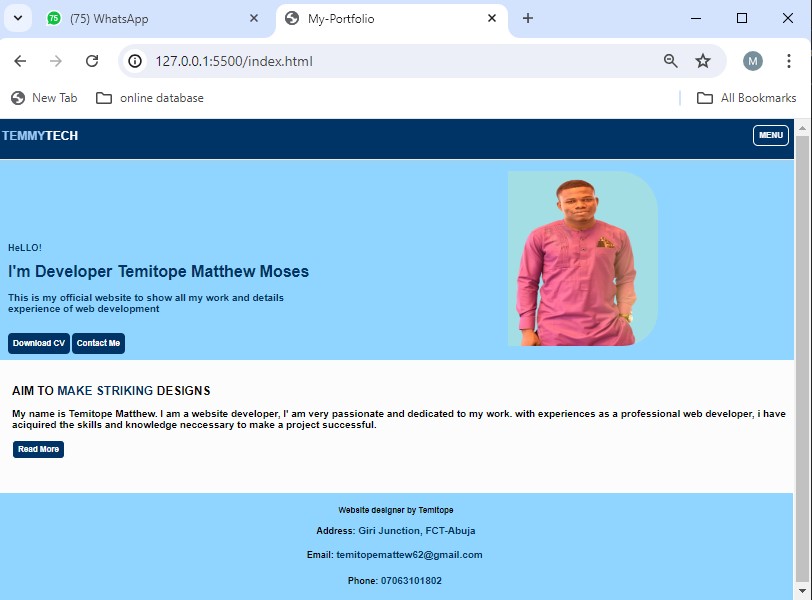 (75) WhatsApp
My-Portfolio
127.0.0.1:5500/index.html
M
New Tab
online database
All Bookmarks
TEMMYTECH
MENU
HeLLO!
I'm Developer Temitope Matthew Moses
This is my official website to show all my work and details
experience of web development
Download CV
Contact Me
AIM TO MAKE STRIKING DESIGNS
My name is Temitope Matthew. I am a website developer, I' am very passionate and dedicated to my work. with experiences as a professional web developer, i have
aciquired the skills and knowledge neccessary to make a project successful.
Read More
Website designer by Temitope
Address: Giri Junction, FCT-Abuja
Email: temitopemattew62@gmail.com
Phone: 07063101802